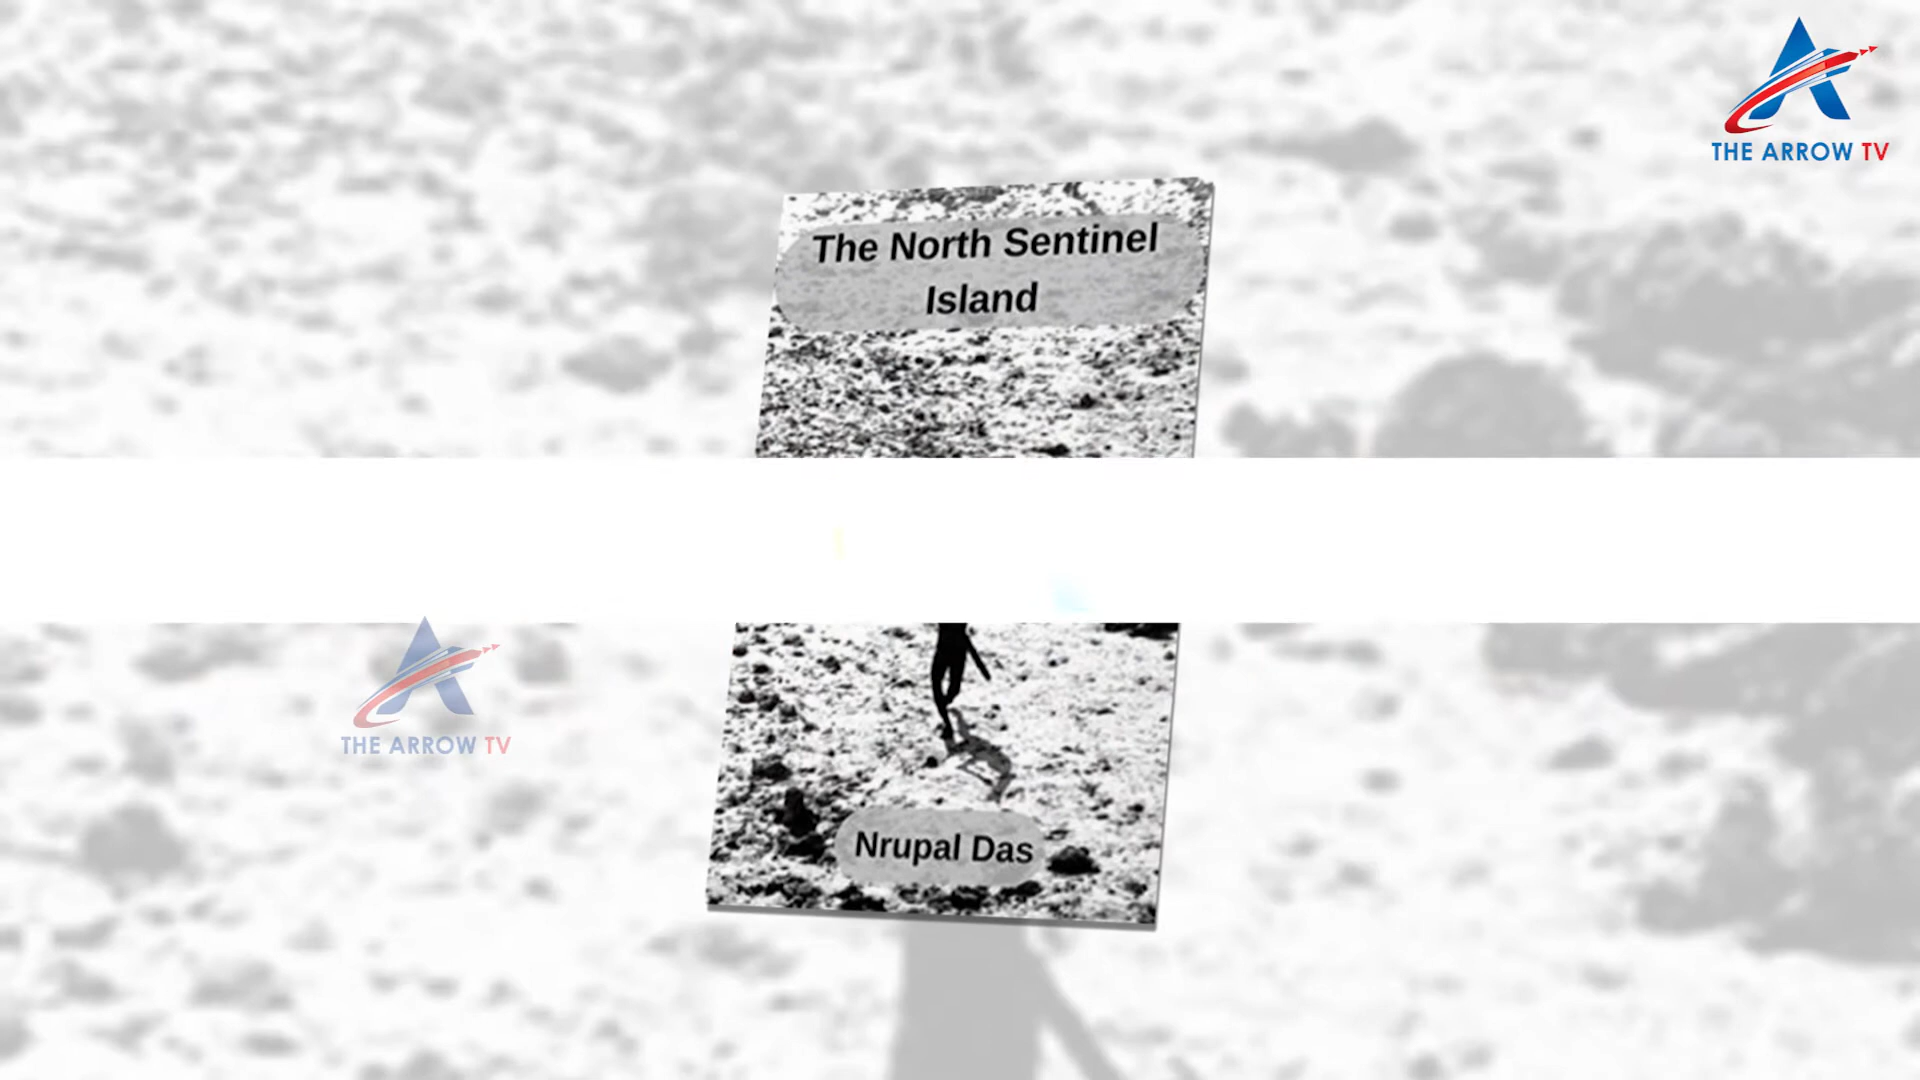 THE ARROW TV
The North Sentinel
Island
THE ARROW TV
Nrupal Das